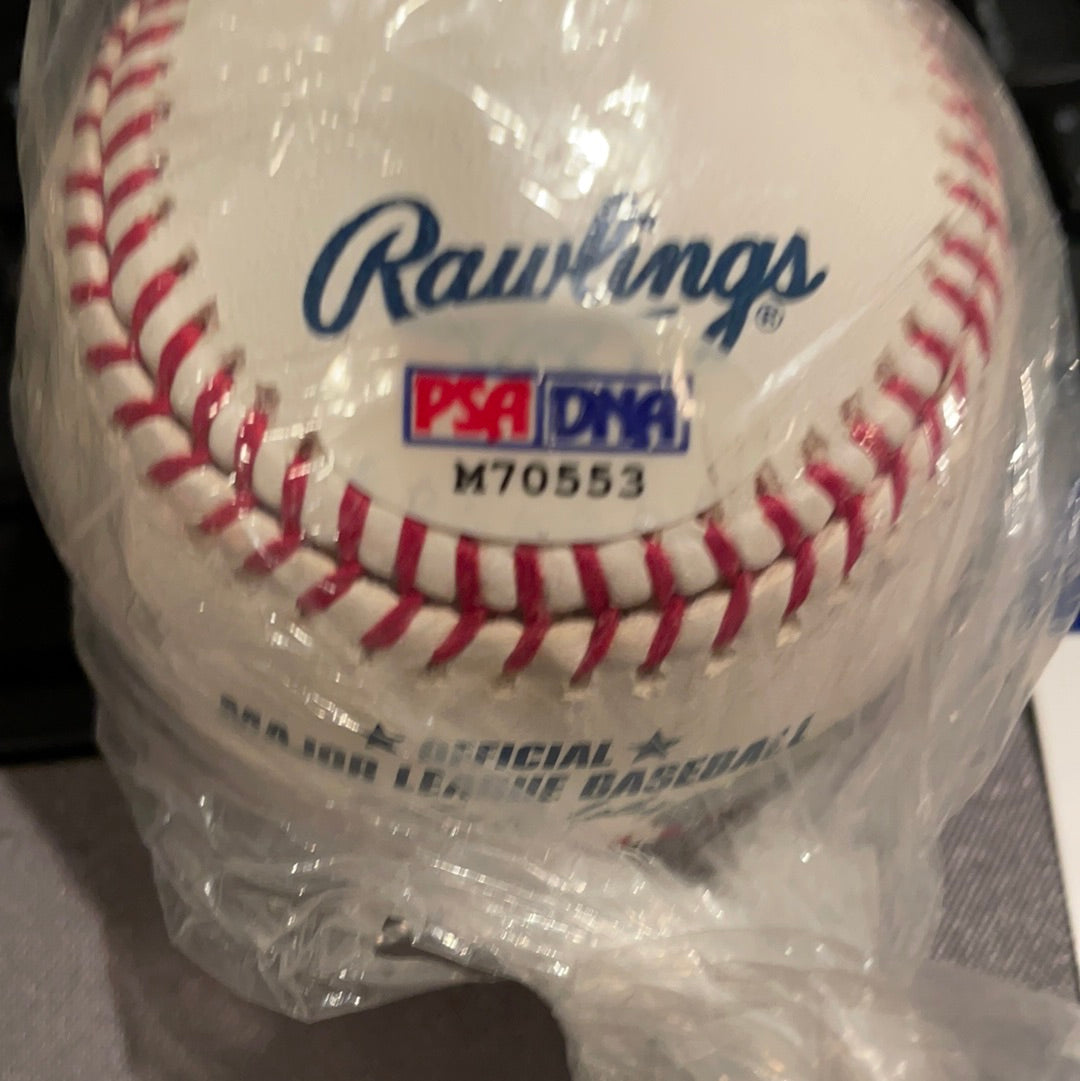 Rawlings®
PSA DNA
M70553
★ OFFICIAL ★
MAJOR LEAGUE BASEBALL